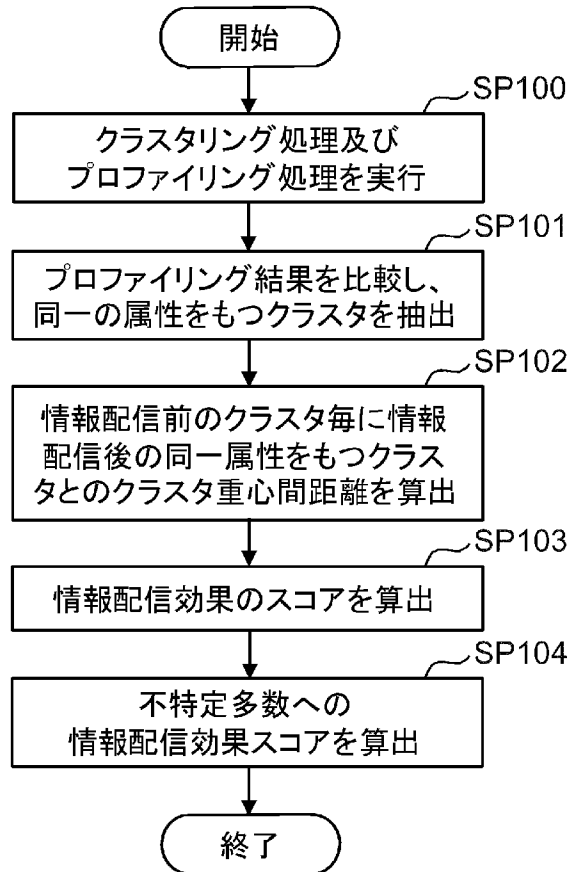 開始
SP100
クラスタリング処理及び
プロファイリング処理を実行
SP101
プロファイリング結果を比較し、
同一の属性をもつクラスタを抽出
SP102
情報配信前のクラスタ毎に情報
配信後の同一属性をもつクラス
タとのクラスタ重心間距離を算出
SP103
情報配信効果のスコアを算出
SP104
不特定多数への
情報配信効果スコアを算出
終了